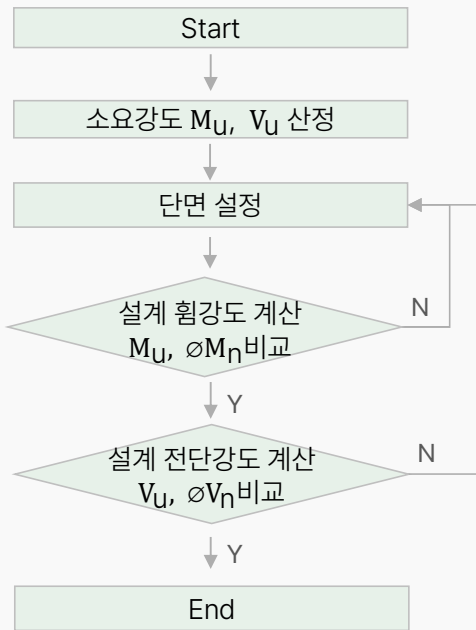 Start
소요강도 Mu, Vu 산정
단면 설정
설계 휨강도 계산
Mu, ∅Mn비교
N
Y
설계 전단강도 계산
Vu, ∅Vn비교
N
Y
End